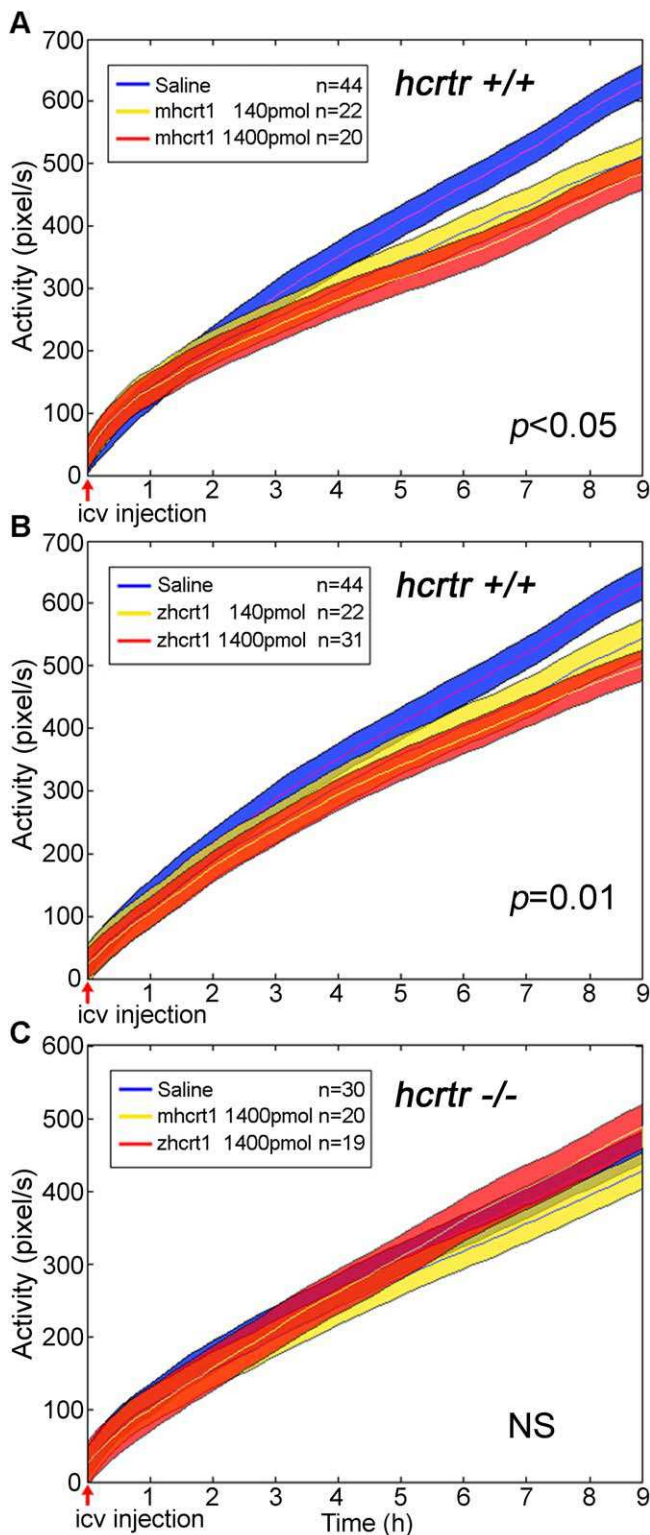 A
700
600
500
400
300
200
100
0
Activity (pixel/s)
Saline n=44
mhcrt1 140pmol n=22
mhcrt1 1400pmol n=20
hcrtr +/+
p<0.05
1 2 3 4 5 6 7 8 9
icv injection
B
700
600
500
400
300
200
100
0
Activity (pixel/s)
Saline n=44
zhcrt1 140pmol n=22
zhcrt1 1400pmol n=31
hcrtr +/+
p=0.01
1 2 3 4 5 6 7 8 9
icv injection
C
600
500
400
300
200
100
0
Activity (pixel/s)
Saline n=30
mhcrt1 1400pmol n=20
zhcrt1 1400pmol n=19
hcrtr -/-
NS
1 2 3 4 5 6 7 8 9
icv injection Time (h)